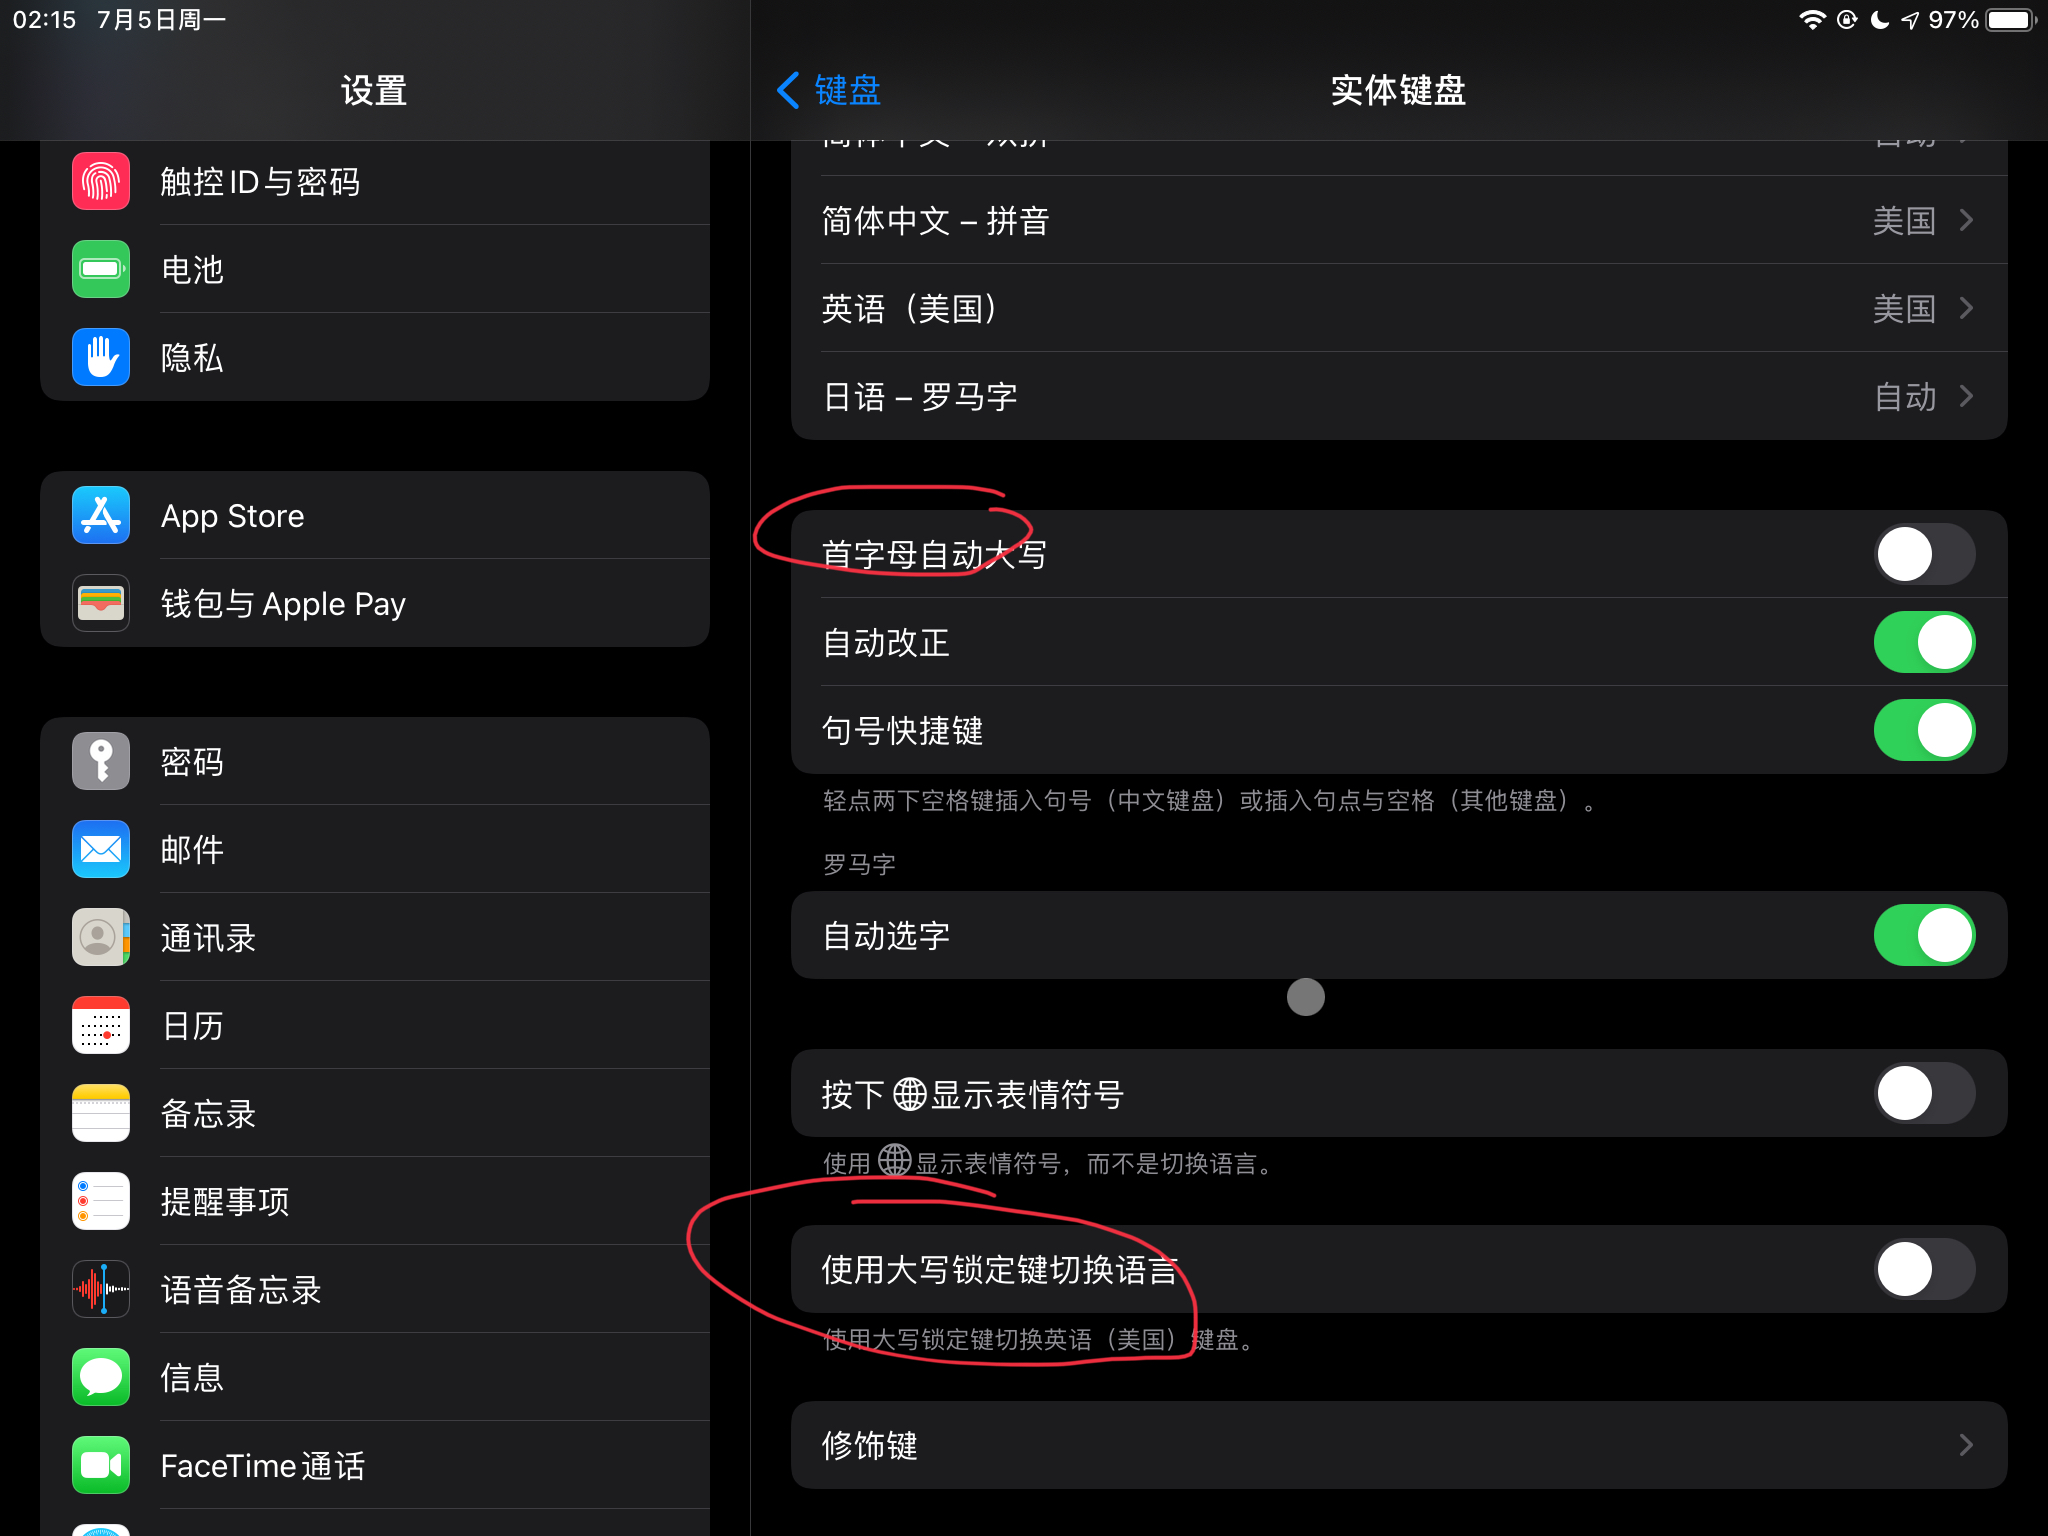 02:15 7月5日周一
97%
设置
触控ID与密码
电池
隐私
App Store
钱包与 Apple Pay
密码
邮件
通讯录
日历
备忘录
提醒事项
语音备忘录
信息
FaceTime通话
键盘
实体键盘
简体中文 – 双拼 自动
简体中文 – 拼音 美国
英语（美国） 美国
日语 – 罗马字 自动
首字母自动大写
自动改正
句号快捷键
轻点两下空格键插入句号（中文键盘）或插入句点与空格（其他键盘）。
罗马字
自动选字
按下显示表情符号
使用显示表情符号，而不是切换语言。
使用大写锁定键切换语言
使用大写锁定键切换英语（美国）键盘。
修饰键